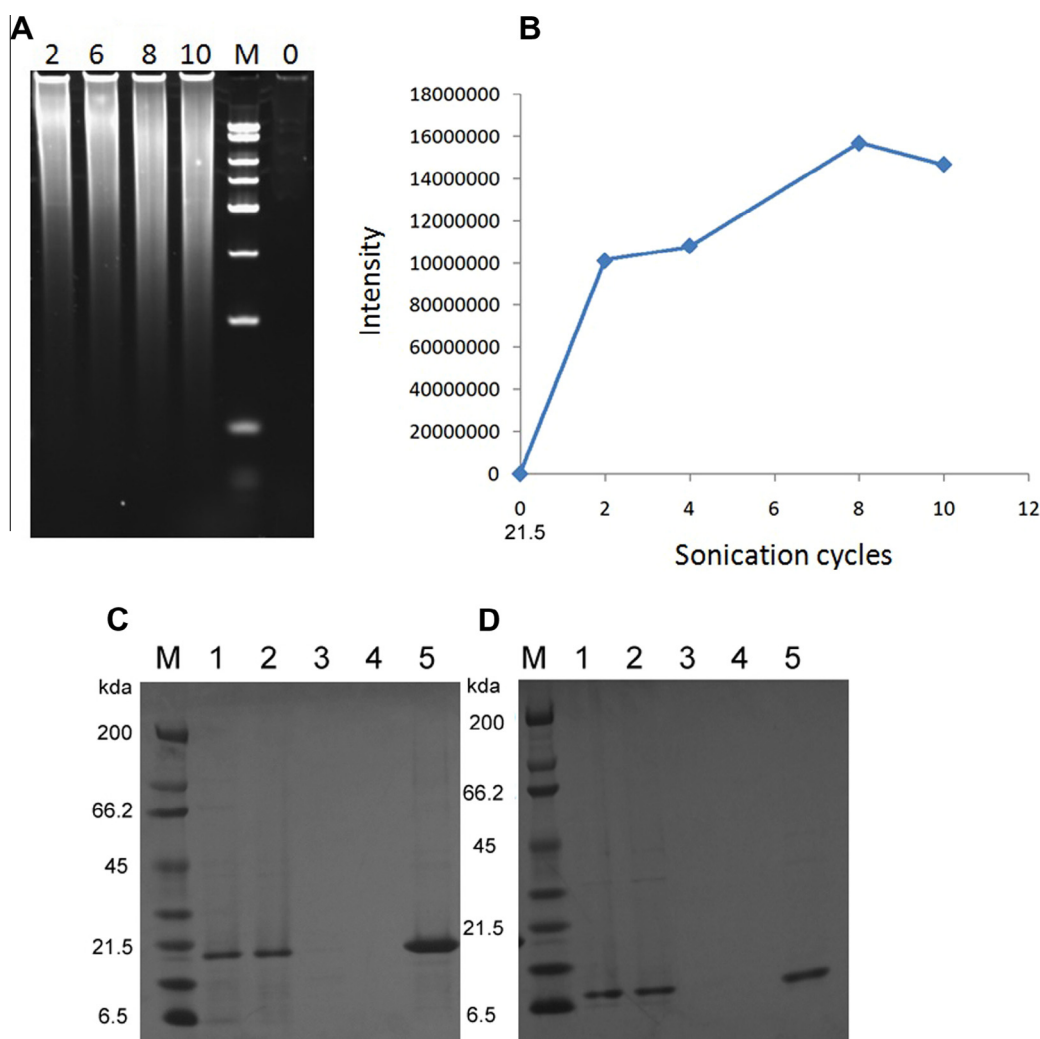 A
2 6 8 10 M 0
B
18000000
16000000
14000000
12000000
10000000
80000000
60000000
40000000
20000000
0
Intensity
0 2 4 6 8 10 12
21.5
Sonication cycles
C
M 1 2 3 4 5
kda
200
66.2
45
21.5
6.5
D
M 1 2 3 4 5
kda
200
66.2
45
21.5
6.5